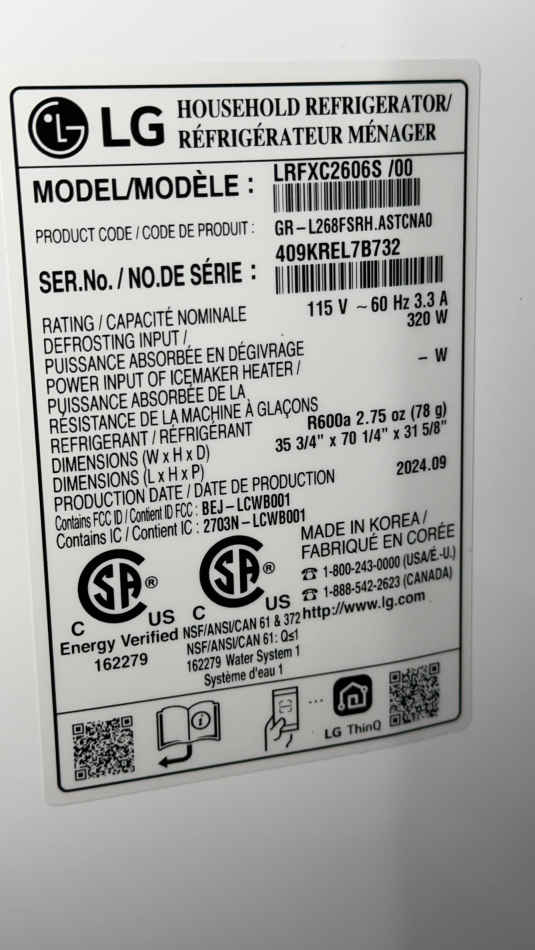 LG HOUSEHOLD REFRIGERATOR/
RÉFRIGÉRATEUR MÉNAGER
MODEL/MODÈLE : LRFXC2606S /00
PRODUCT CODE / CODE DE PRODUIT : GR-L268FSRH.ASTCNA0
SER.No. / NO.DE SÉRIE : 409KREL7B732
RATING / CAPACITÉ NOMINALE 115 V ~ 60 Hz 3.3 A
DEFROSTING INPUT / 320 W
PUISSANCE ABSORBÉE EN DÉGIVRAGE
POWER INPUT OF ICEMAKER HEATER / – W
PUISSANCE ABSORBÉE DE LA
RÉSISTANCE DE LA MACHINE À GLAÇONS
REFRIGERANT / RÉFRIGÉRANT R600a 2.75 oz (78 g)
DIMENSIONS (W x H x D) 35 3/4" x 70 1/4" x 31 5/8"
DIMENSIONS (L x H x P)
PRODUCTION DATE / DATE DE PRODUCTION 2024.09
Contains FCC ID / Contient ID FCC : BEJ-LCWB001
Contains IC / Contient IC : 2703N-LCWB001
MADE IN KOREA /
FABRIQUÉ EN CORÉE
☎ 1-800-243-0000 (USA/É.-U.)
☎ 1-888-542-2623 (CANADA)
http://www.lg.com
SA ®
C US
Energy Verified
162279
SA ®
C US
NSF/ANSI/CAN 61 & 372
NSF/ANSI/CAN 61: Q≤1
162279 Water System 1
Système d'eau 1
LG ThinQ